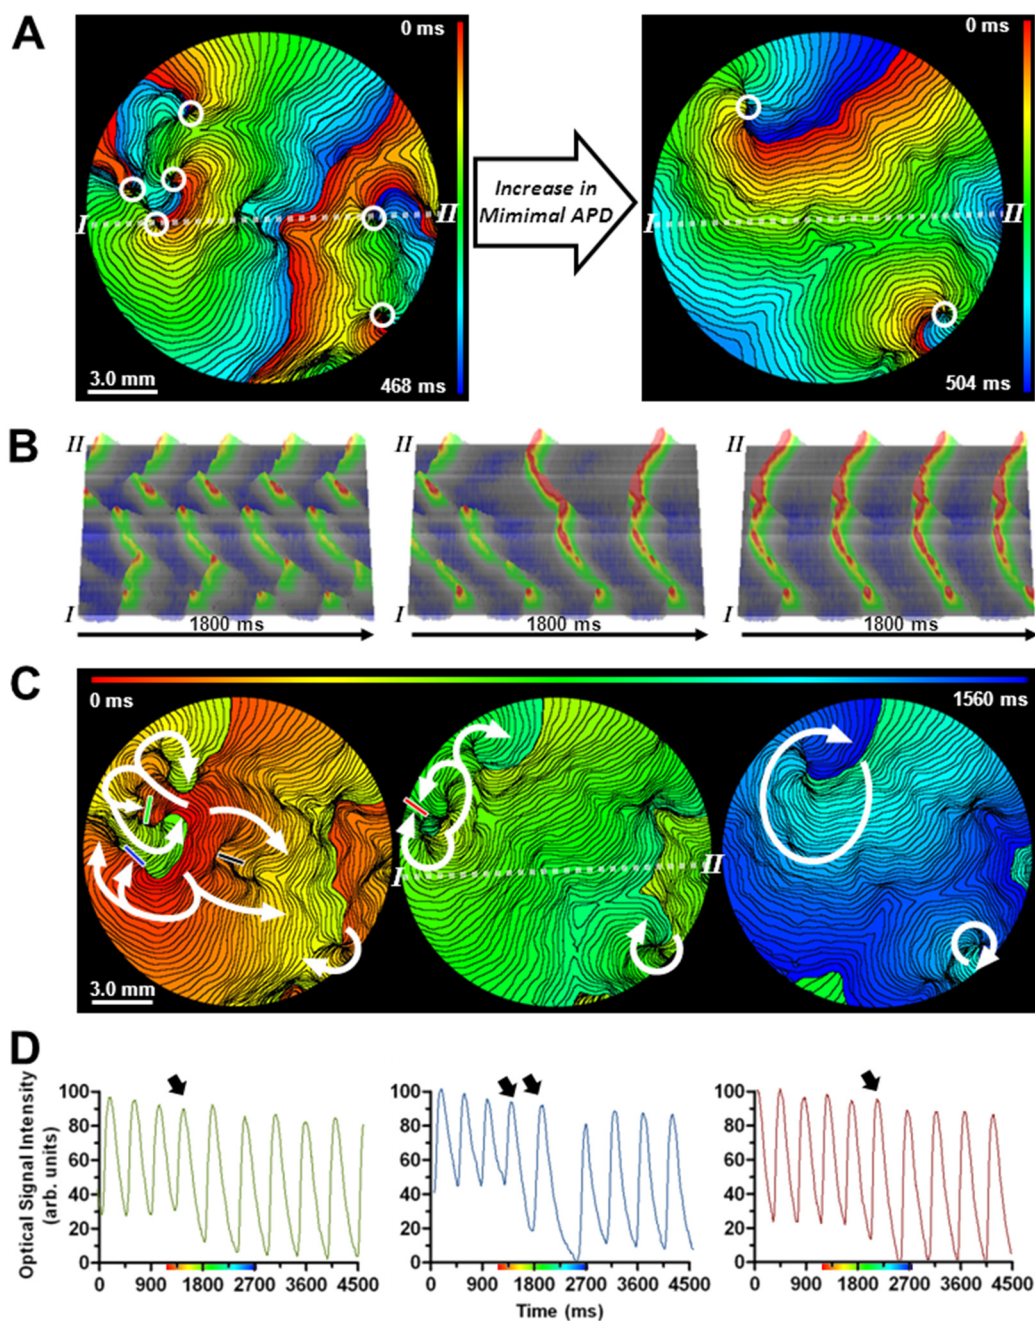 A
0 ms
0 ms
I
II
Increase in
Mimimal APD
I
II
3.0 mm
468 ms
504 ms
B
II
I
1800 ms
1800 ms
1800 ms
C
0 ms
1560 ms
I
II
3.0 mm
D
Optical Signal Intensity
(arb. units)
100
80
60
40
20
0
100
80
60
40
20
0
100
80
60
40
20
0
0 900 1800 2700 3600 4500
0 900 1800 2700 3600 4500
0 900 1800 2700 3600 4500
Time (ms)